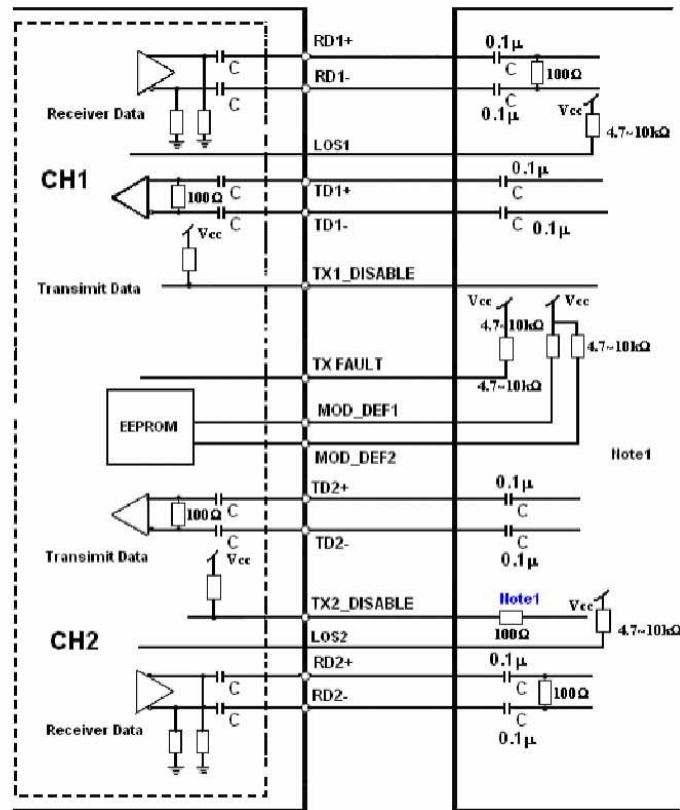 RD1+
0.1μ
C
C
100Ω
RD1-
C
C
0.1μ
Vcc
Receiver Data
4.7~10kΩ
LOS1
CH1
TD1+
0.1μ
C
C
100Ω
C
C
TD1-
0.1μ
Vcc
TX1_DISABLE
Transimit Data
Vcc
Vcc
4.7~10kΩ
4.7~10kΩ
TX FAULT
4.7~10kΩ
MOD_DEF1
EEPROM
MOD_DEF2
Note1
TD2+
0.1μ
C
C
100Ω
C
C
TD2-
0.1μ
Transimit Data
Vcc
TX2_DISABLE
Note1
Vcc
100Ω
4.7~10kΩ
LOS2
CH2
RD2+
0.1μ
C
C
100Ω
RD2-
C
C
0.1μ
Receiver Data